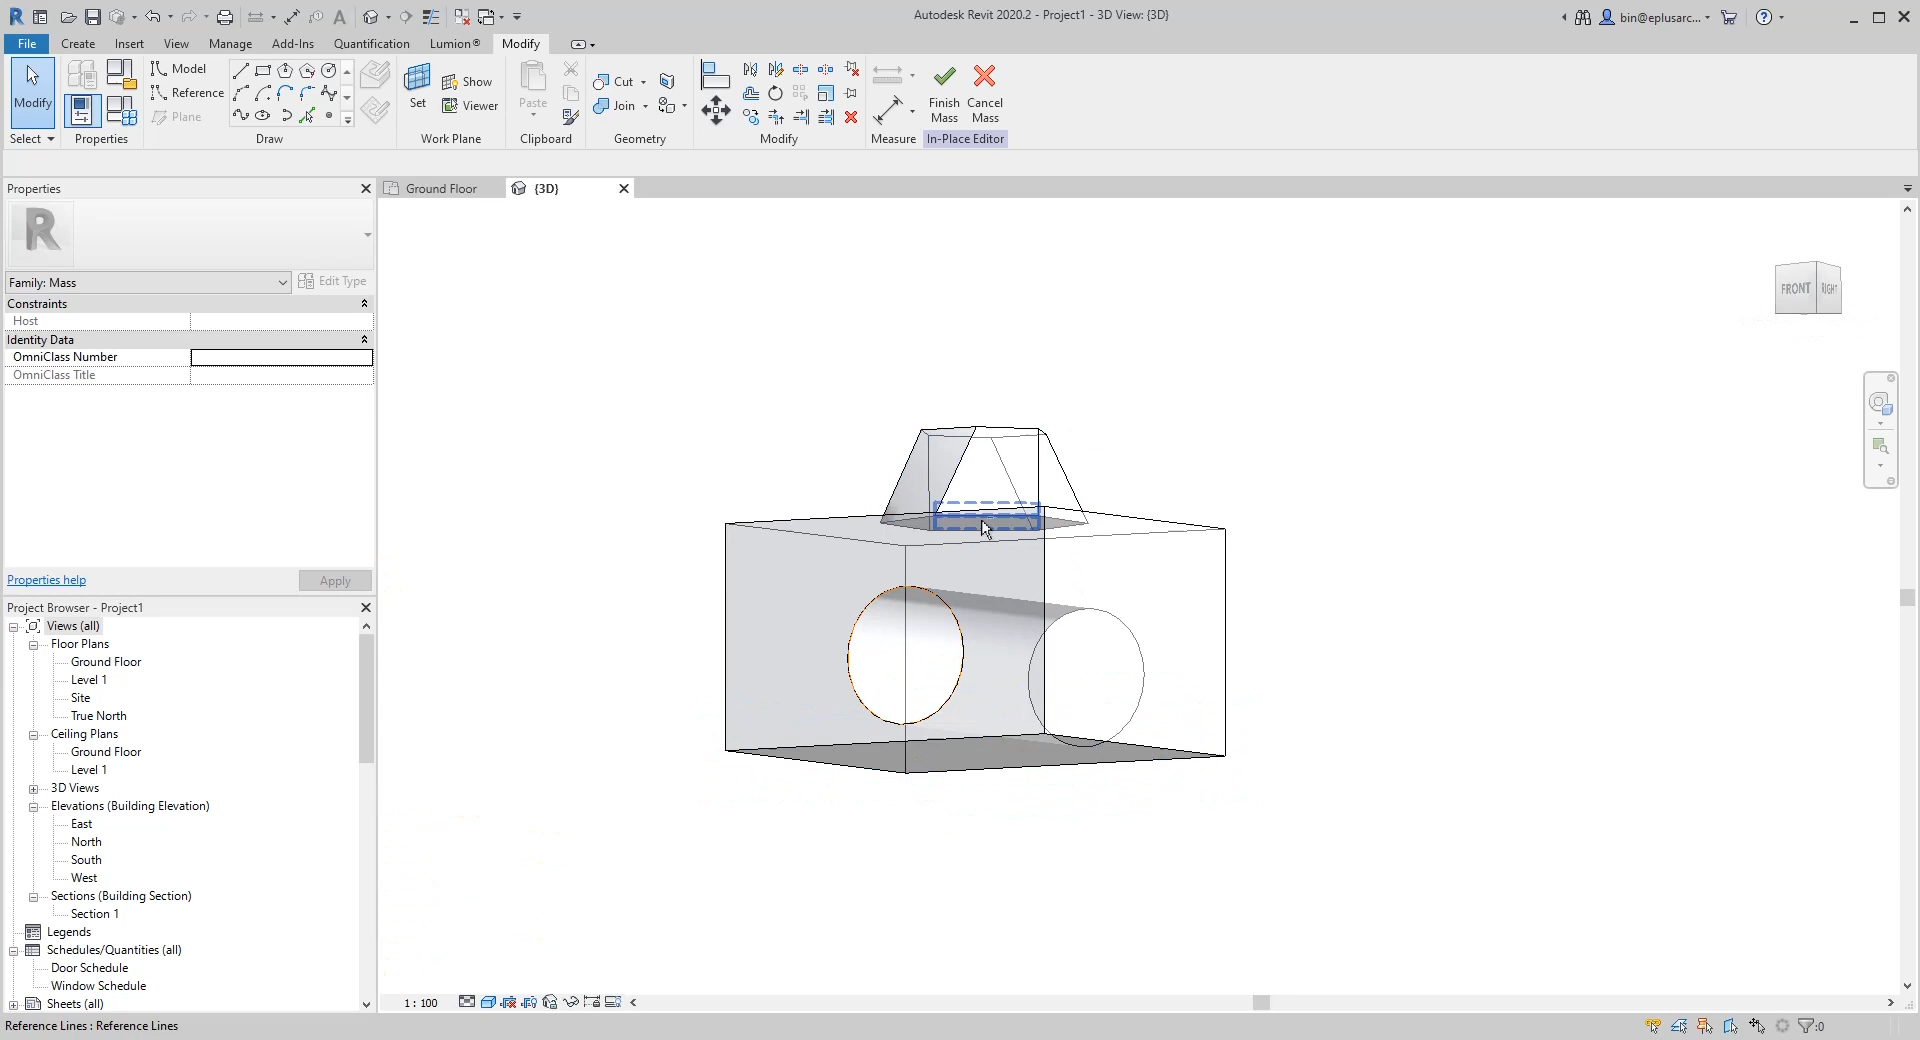 Autodesk Revit 2020.2 - Project1 - 3D View: {3D}
bin@eplusarc...
File Create Insert View Manage Add-Ins Quantification Lumion® Modify
Modify
Select
Properties
Model
Reference
Plane
Draw
Set
Show
Viewer
Work Plane
Paste
Clipboard
Cut
Join
Geometry
Modify
Measure
Finish Mass
Cancel Mass
In-Place Editor
Properties
Ground Floor
{3D}
R
Family: Mass
Edit Type
Constraints
Host
Identity Data
OmniClass Number
OmniClass Title
FRONT
RIGHT
Properties help
Apply
Project Browser - Project1
Views (all)
Floor Plans
Ground Floor
Level 1
Site
True North
Ceiling Plans
Ground Floor
Level 1
3D Views
Elevations (Building Elevation)
East
North
South
West
Sections (Building Section)
Section 1
Legends
Schedules/Quantities (all)
Door Schedule
Window Schedule
Sheets (all)
1 : 100
Reference Lines : Reference Lines
:0